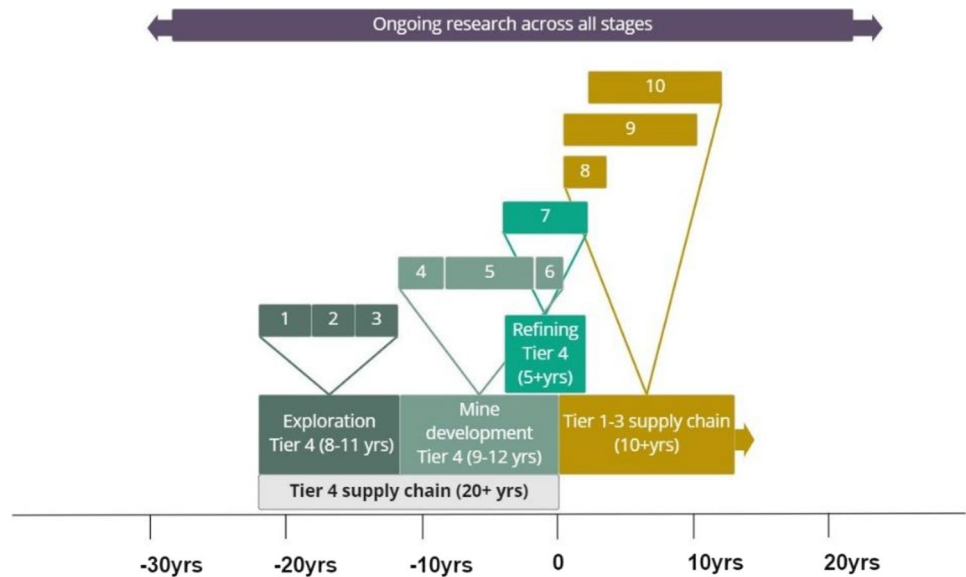 Ongoing research across all stages
10
9
8
7
4 5 6
1 2 3
Refining
Tier 4
(5+yrs)
Exploration
Tier 4 (8-11 yrs)
Mine
development
Tier 4 (9-12 yrs)
Tier 1-3 supply chain
(10+yrs)
Tier 4 supply chain (20+ yrs)
-30yrs -20yrs -10yrs 0 10yrs 20yrs